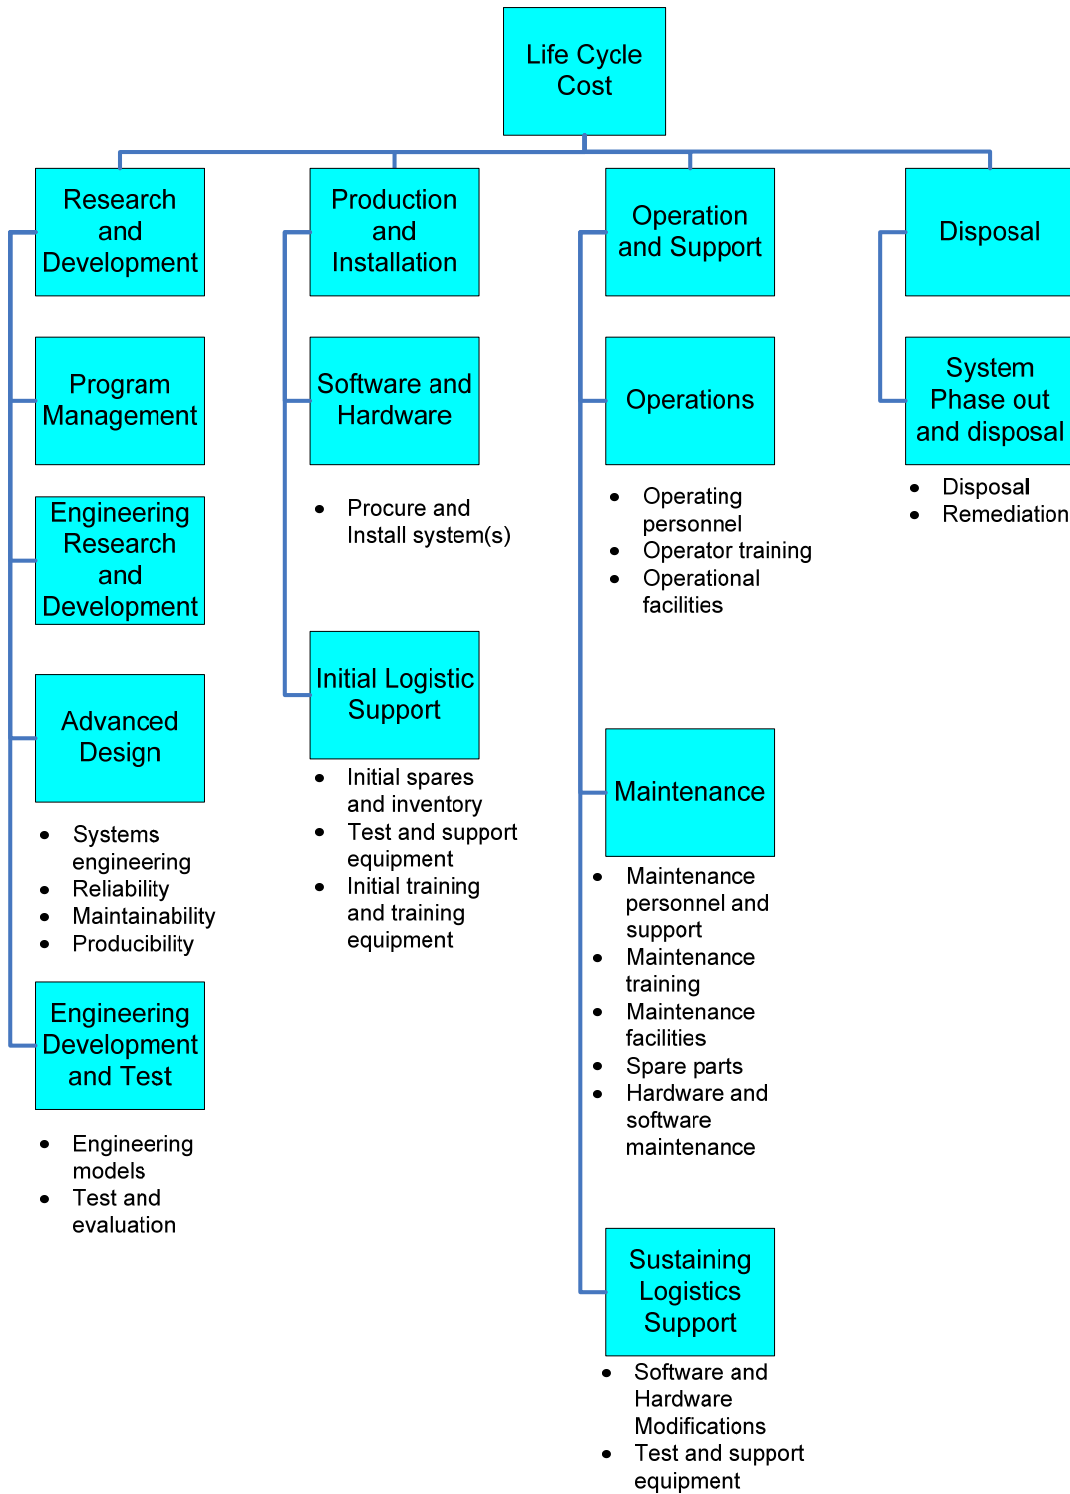 Life Cycle
Cost
Research
and
Development
Program
Management
Engineering
Research
and
Development
Advanced
Design
• Systems
engineering
• Reliability
• Maintainability
• Producibility
Engineering
Development
and Test
• Engineering
models
• Test and
evaluation
Production
and
Installation
Software and
Hardware
• Procure and
Install system(s)
Initial Logistic
Support
• Initial spares
and inventory
• Test and support
equipment
• Initial training
and training
equipment
Operation
and Support
Operations
• Operating
personnel
• Operator training
• Operational
facilities
Maintenance
• Maintenance
personnel and
support
• Maintenance
training
• Maintenance
facilities
• Spare parts
• Hardware and
software
maintenance
Sustaining
Logistics
Support
• Software and
Hardware
Modifications
• Test and support
equipment
Disposal
System
Phase out
and disposal
• Disposal
• Remediation